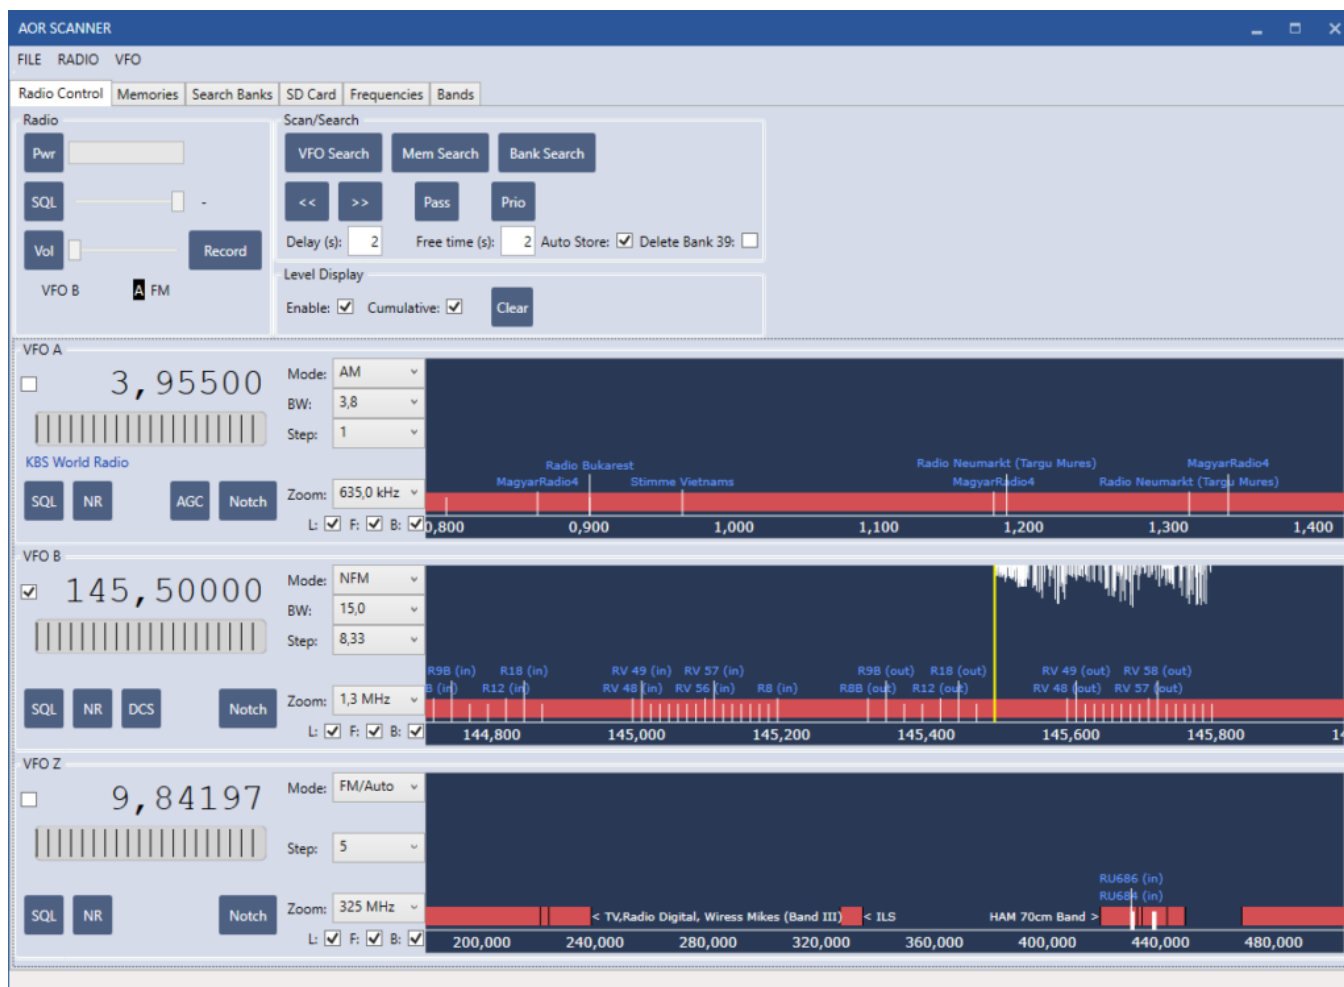 AOR SCANNER
FILE RADIO VFO
Radio Control Memories Search Banks SD Card Frequencies Bands
Radio
Pwr
SQL -
Vol Record
VFO B A FM
Scan/Search
VFO Search Mem Search Bank Search
<< >> Pass Prio
Delay (s): 2 Free time (s): 2 Auto Store: Delete Bank 39:
Level Display
Enable: Cumulative: Clear
VFO A
3,95500
KBS World Radio
SQL NR AGC Notch
Mode: AM
BW: 3,8
Step: 1
Zoom: 635,0 kHz
L: F: B:
Radio Bukarest Radio Neumarkt (Targu Mures) MagyarRadio4
MagyarRadio4 Stimme Vietnams MagyarRadio4 Radio Neumarkt (Targu Mures)
0,800 0,900 1,000 1,100 1,200 1,300 1,400
VFO B
145,50000
SQL NR DCS Notch
Mode: NFM
BW: 15,0
Step: 8,33
Zoom: 1,3 MHz
L: F: B:
R9B (in) R18 (in) RV 49 (in) RV 57 (in) R9B (out) R18 (out) RV 49 (out) RV 58 (out)
B (in) R12 (in) RV 48 (in) RV 56 (in) R8 (in) R8B (out) R12 (out) RV 48 (out) RV 57 (out)
144,800 145,000 145,200 145,400 145,600 145,800 14
VFO Z
9,84197
SQL NR Notch
Mode: FM/Auto
Step: 5
Zoom: 325 MHz
L: F: B:
RU686 (in)
RU684 (in)
< TV,Radio Digital, Wiress Mikes (Band III) < ILS HAM 70cm Band >
200,000 240,000 280,000 320,000 360,000 400,000 440,000 480,000